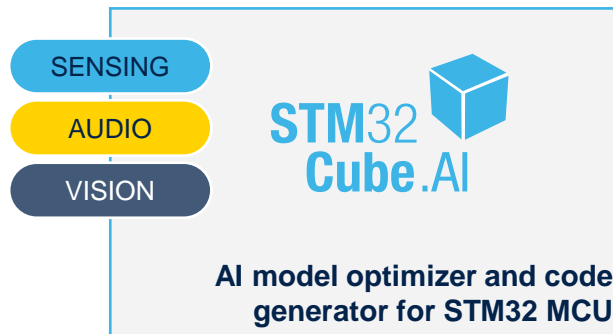 SENSING
AUDIO
VISION
STM32
Cube.AI
AI model optimizer and code
generator for STM32 MCU